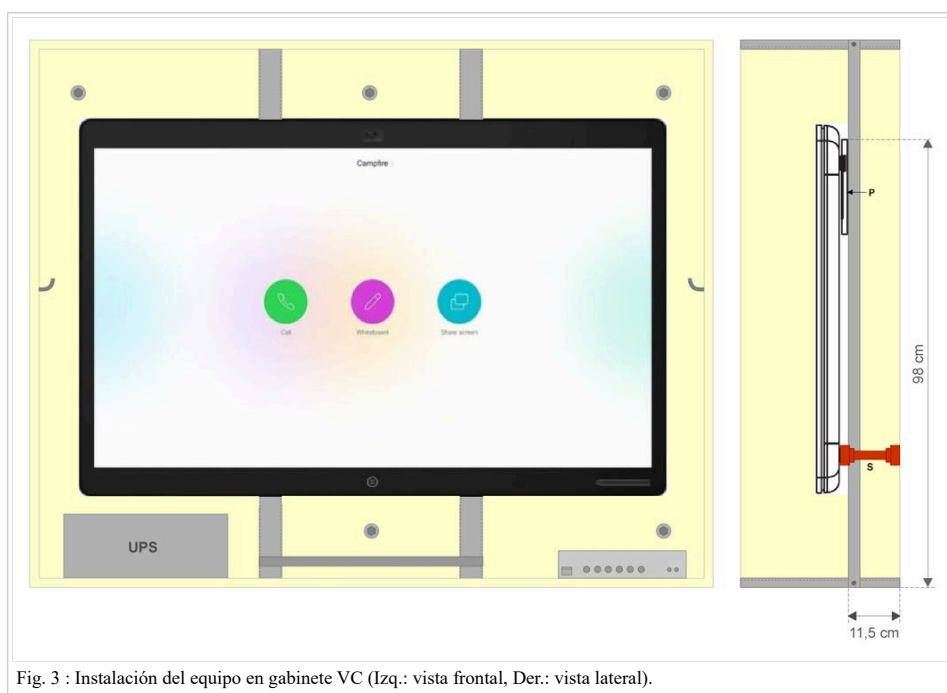 Campfire
Call
Whiteboard
Share screen
UPS
P
S
98 cm
11,5 cm
Fig. 3 : Instalación del equipo en gabinete VC (Izq.: vista frontal, Der.: vista lateral).